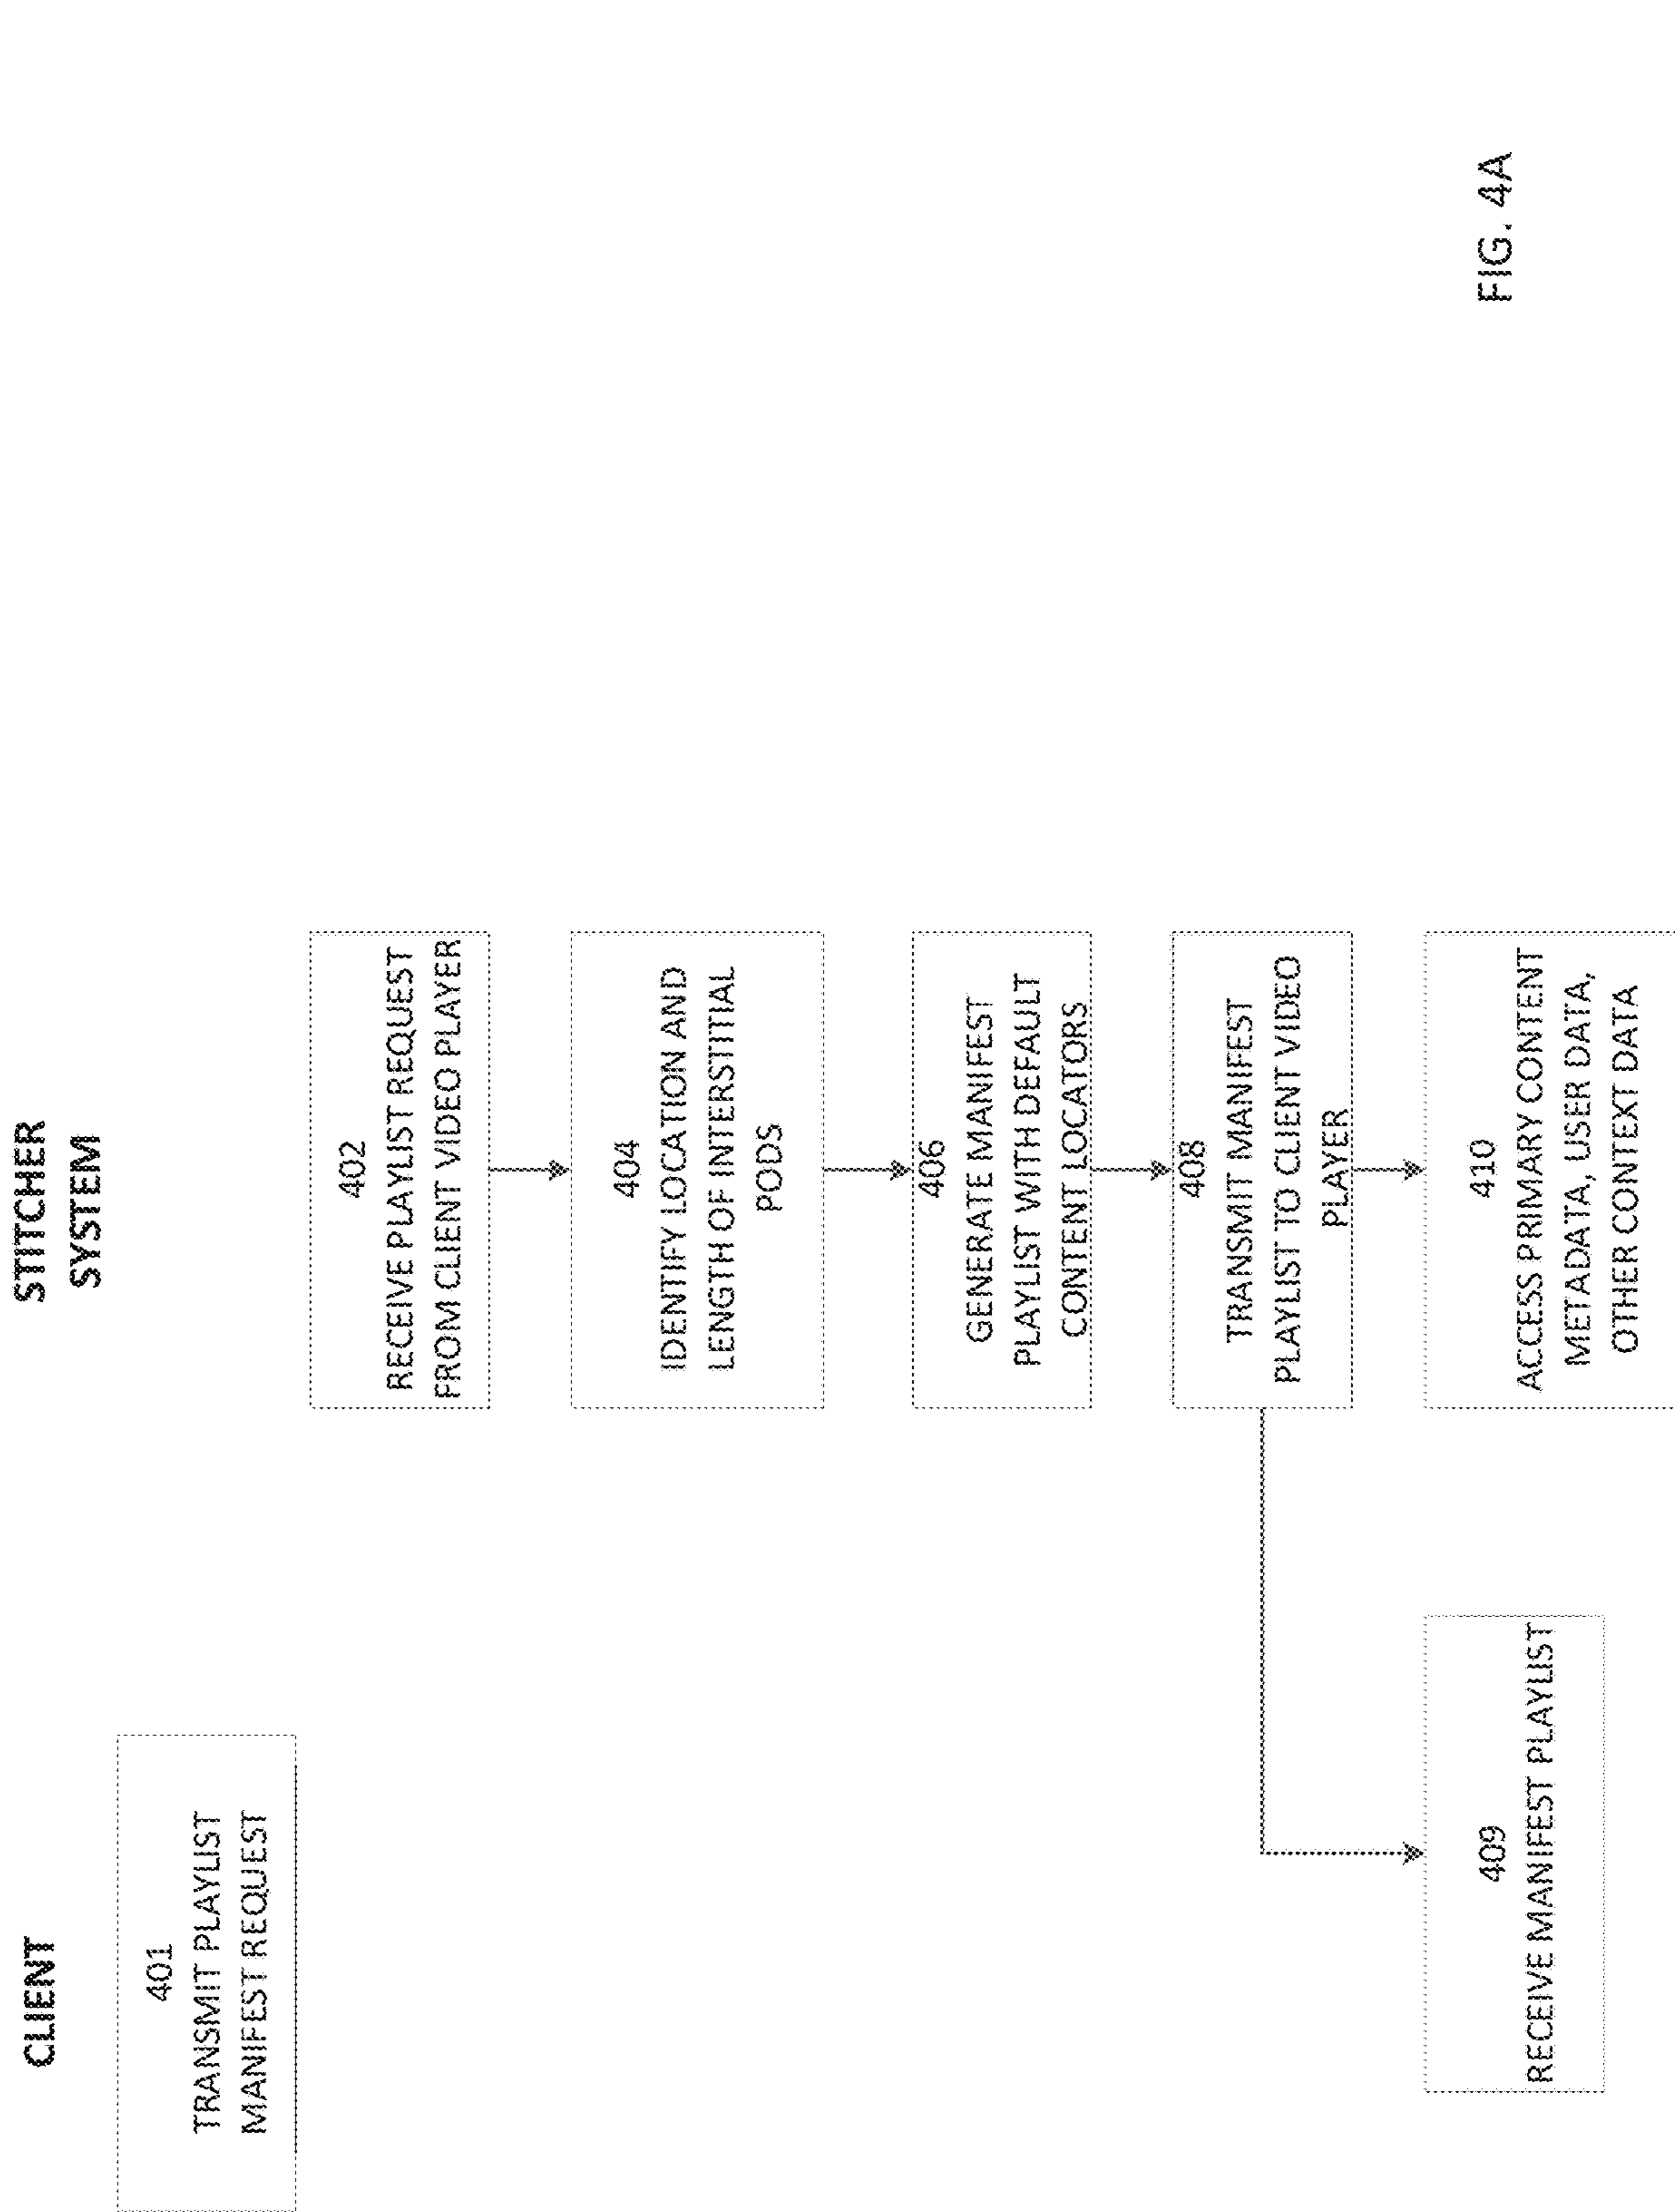 CLIENT
STITCHER
SYSTEM
401
TRANSMIT PLAYLIST
MANIFEST REQUEST
402
RECEIVE PLAYLIST REQUEST
FROM CLIENT VIDEO PLAYER
404
IDENTIFY LOCATION AND
LENGTH OF INTERSTITIAL
PODS
406
GENERATE MANIFEST
PLAYLIST WITH DEFAULT
CONTENT LOCATORS
408
TRANSMIT MANIFEST
PLAYLIST TO CLIENT VIDEO
PLAYER
409
RECEIVE MANIFEST PLAYLIST
410
ACCESS PRIMARY CONTENT
METADATA, USER DATA,
OTHER CONTEXT DATA
FIG. 4A